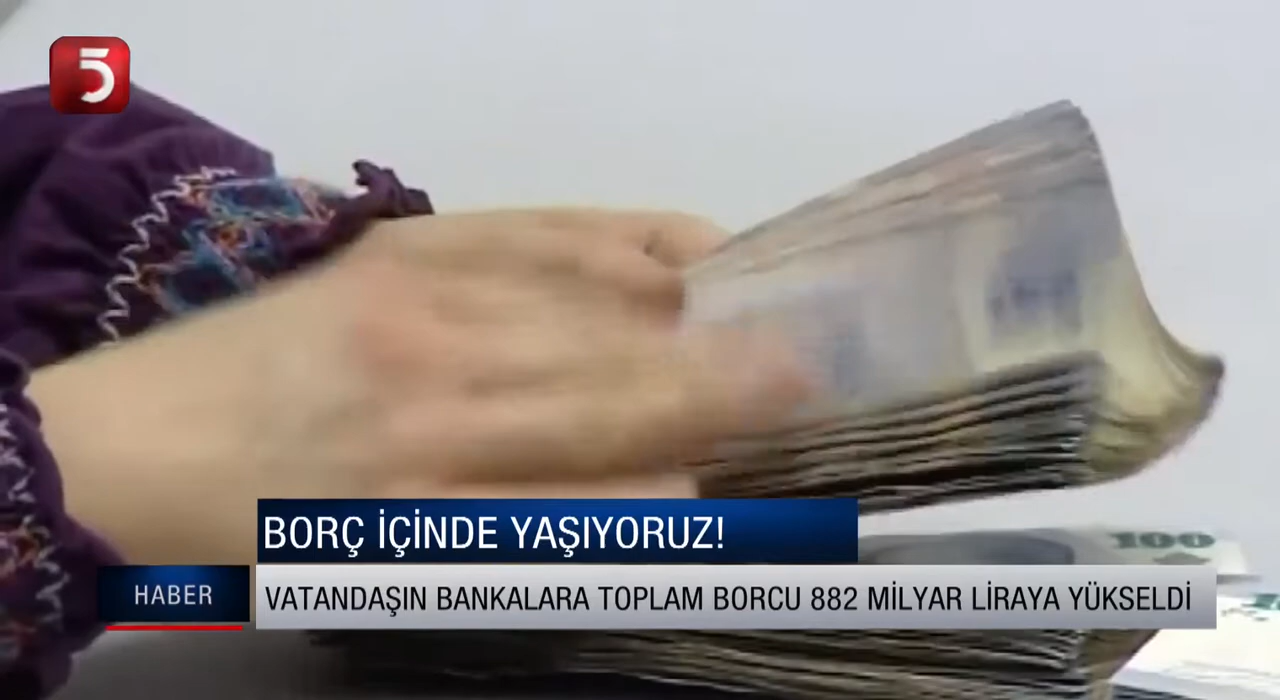 5
BORÇ İÇİNDE YAŞIYORUZ!
HABER
VATANDAŞIN BANKALARA TOPLAM BORCU 882 MİLYAR LİRAYA YÜKSELDİ
100